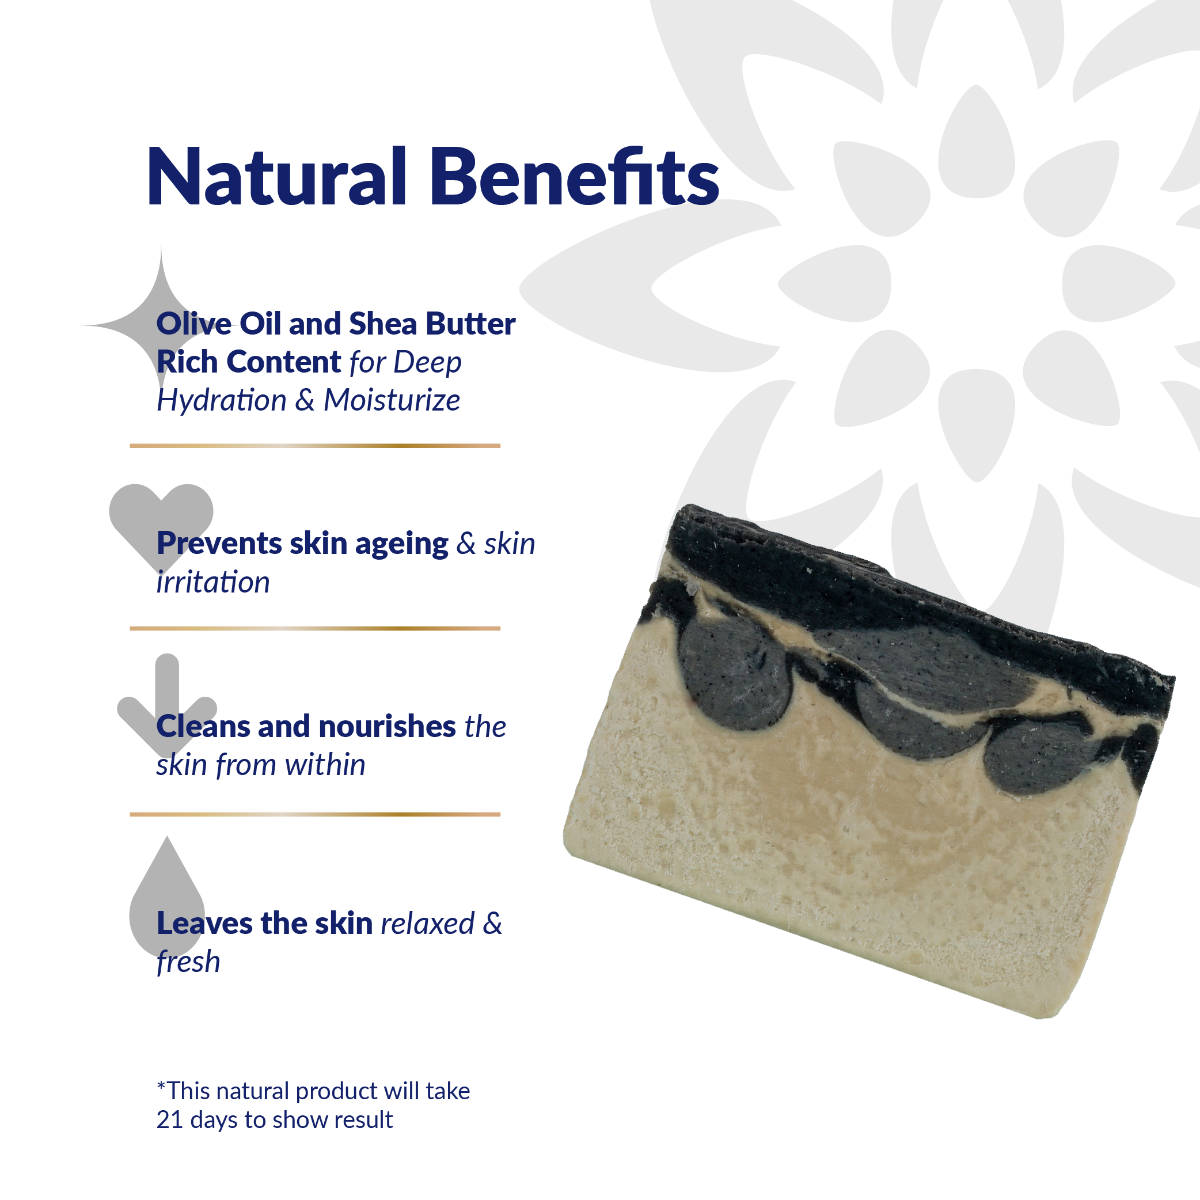 Natural Benefits
Olive Oil and Shea Butter
Rich Content for Deep
Hydration & Moisturize
Prevents skin ageing & skin
irritation
Cleans and nourishes the
skin from within
Leaves the skin relaxed &
fresh
*This natural product will take
21 days to show result